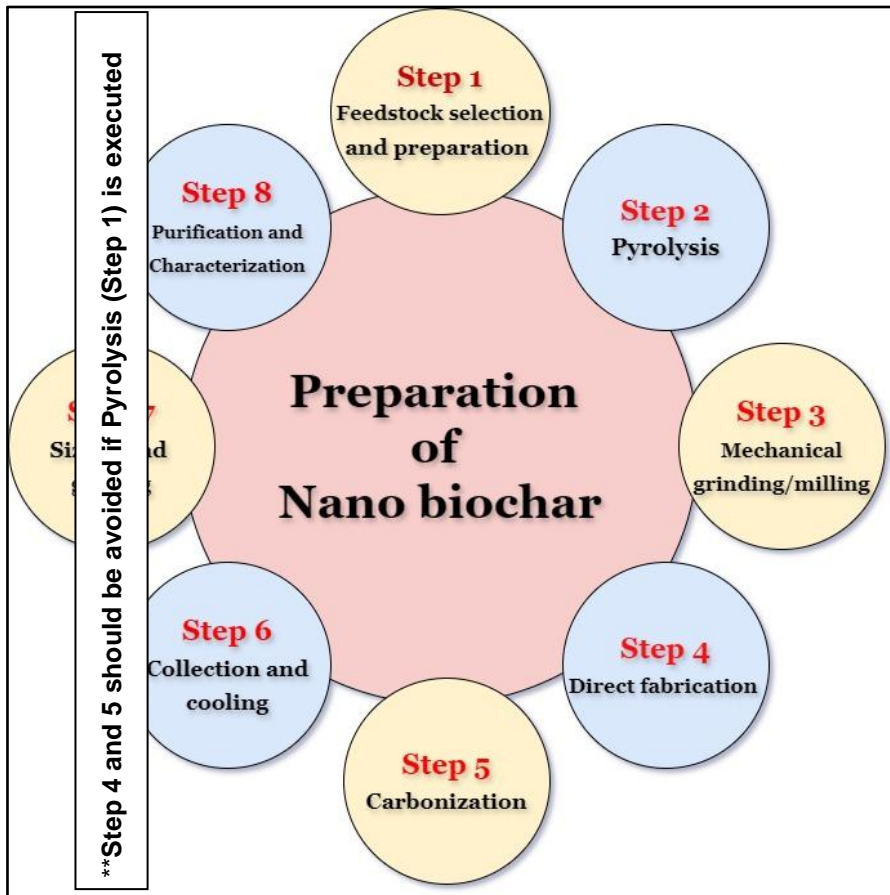 **Step 4 and 5 should be avoided if Pyrolysis (Step 1) is executed
Step 1
Feedstock selection
and preparation
Step 2
Pyrolysis
Step 3
Mechanical
grinding/milling
Step 4
Direct fabrication
Step 5
Carbonization
Step 6
Collection and
cooling
7
Step 8
Purification and
Characterization
Preparation
of
Nano biochar